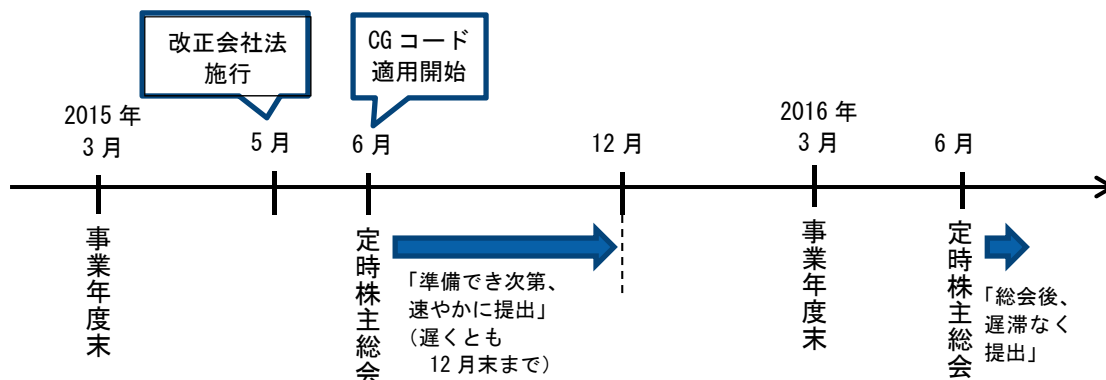 改正会社法
施行
CG コード
適用開始
2015 年
3 月
5 月
6 月
12 月
2016 年
3 月
6 月
事業年度末
定時株主総会
「準備でき次第、
速やかに提出」
（遅くとも
12 月末まで）
事業年度末
定時株主総会
「総会後、
遅滞なく
提出」